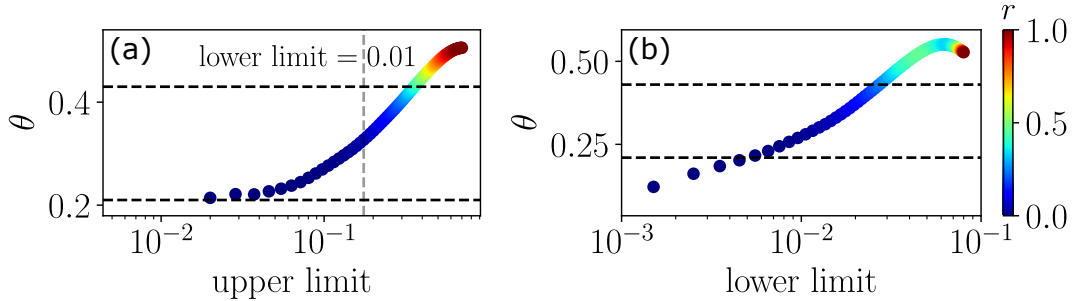 (a)
lower limit = 0.01
θ
0.4
0.2
10⁻²
10⁻¹
upper limit
(b)
θ
0.50
0.25
10⁻³
10⁻²
10⁻¹
lower limit
r
1.0
0.5
0.0